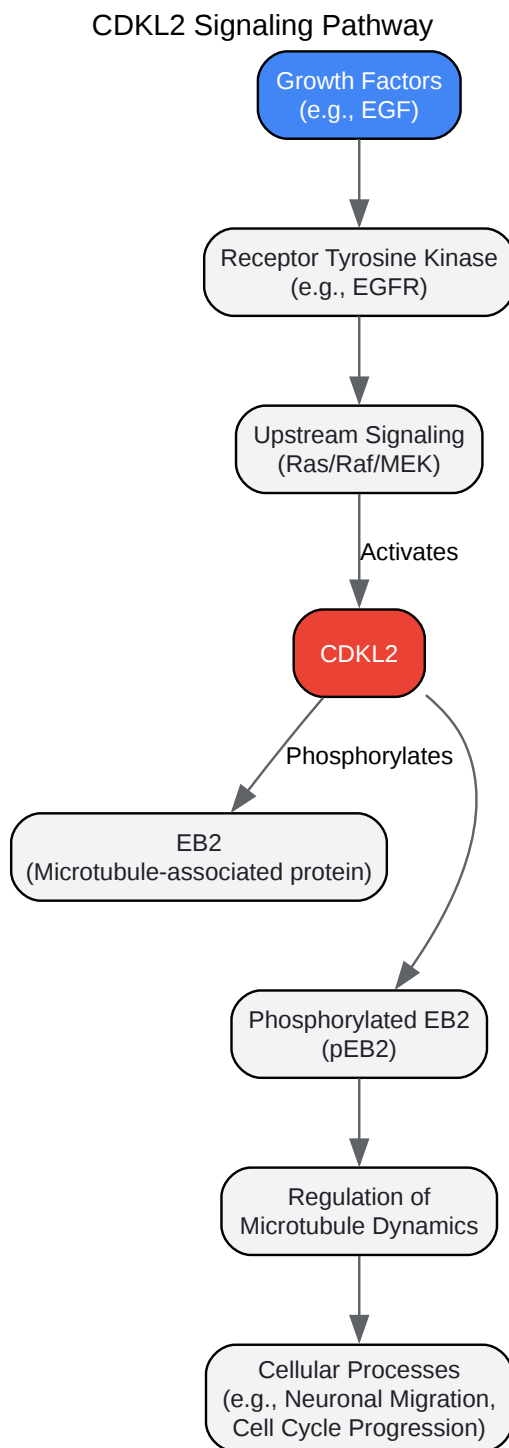 CDKL2 Signaling Pathway
Growth Factors
(e.g., EGF)
Receptor Tyrosine Kinase
(e.g., EGFR)
Upstream Signaling
(Ras/Raf/MEK)
Activates
CDKL2
Phosphorylates
EB2
(Microtubule-associated protein)
Phosphorylated EB2
(pEB2)
Regulation of
Microtubule Dynamics
Cellular Processes
(e.g., Neuronal Migration,
Cell Cycle Progression)